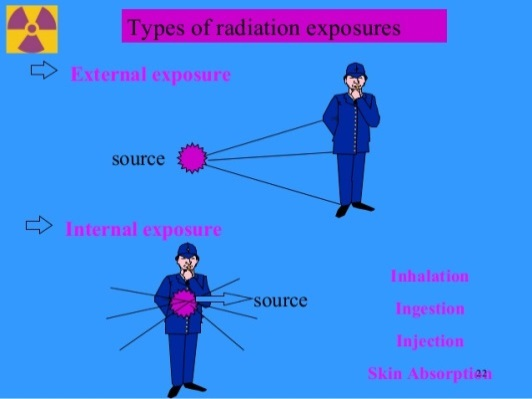 Types of radiation exposures
External exposure
source
Internal exposure
source
Inhalation
Ingestion
Injection
Skin Absorption
22